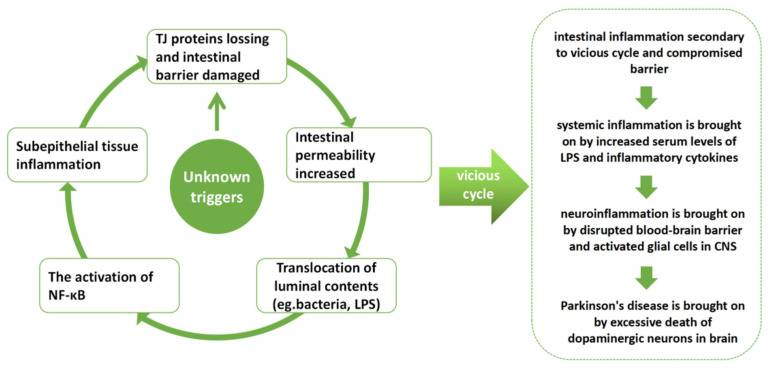 TJ proteins lossing
and intestinal
barrier damaged
Intestinal
permeability
increased
Translocation of
luminal contents
(eg.bacteria, LPS)
The activation of
NF-κB
Subepithelial tissue
inflammation
Unknown
triggers
vicious
cycle
intestinal inflammation secondary
to vicious cycle and compromised
barrier
systemic inflammation is brought
on by increased serum levels of
LPS and inflammatory cytokines
neuroinflammation is brought on
by disrupted blood-brain barrier
and activated glial cells in CNS
Parkinson's disease is brought on
by excessive death of
dopaminergic neurons in brain